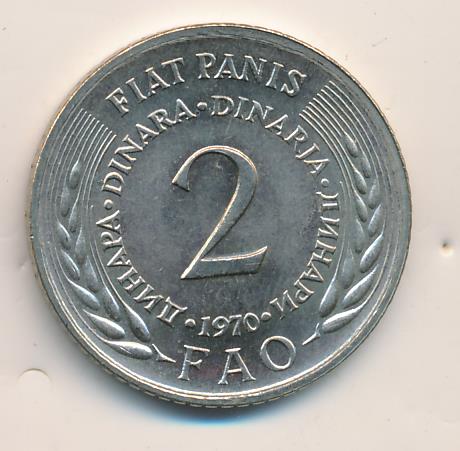 FIAT PANIS
ДИНАРА • DINARA • DINARJA • ДИНАРИ
2
• 1970 •
FAO